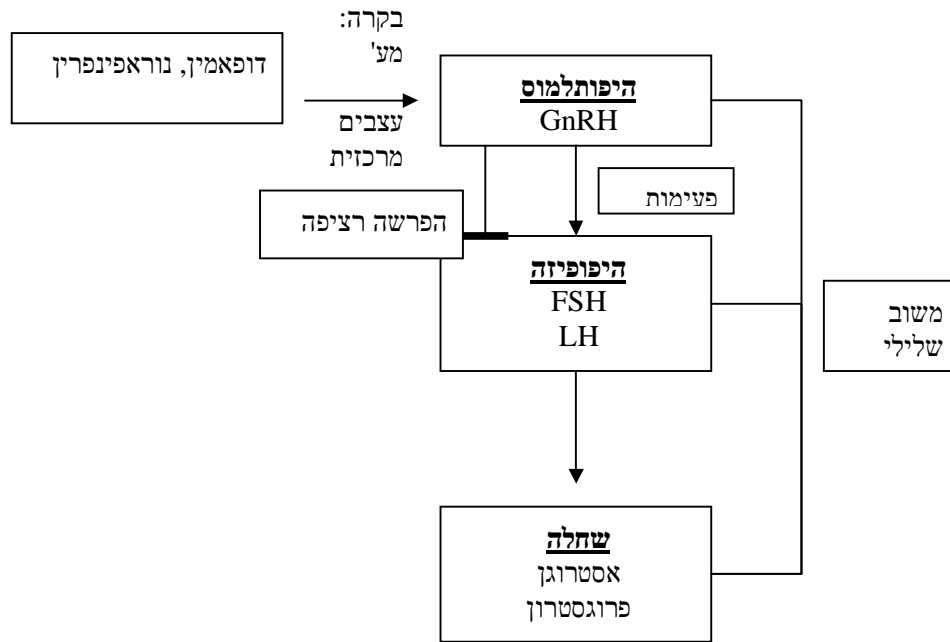 בקרה:
מע'
עצבים
מרכזית
דופאמין, נוראפינפרין
היפותלמוס
GnRH
פעימות
הפרשה רציפה
היפופיזה
FSH
LH
משוב
שלילי
שחלה
אסטרוגן
פרוגסטרון